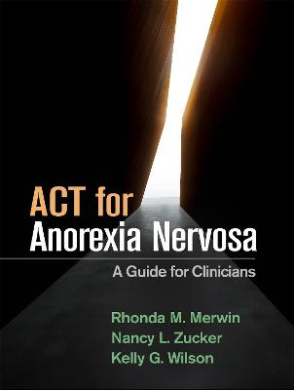 ACT for
Anorexia Nervosa
A Guide for Clinicians
Rhonda M. Merwin
Nancy L. Zucker
Kelly G. Wilson